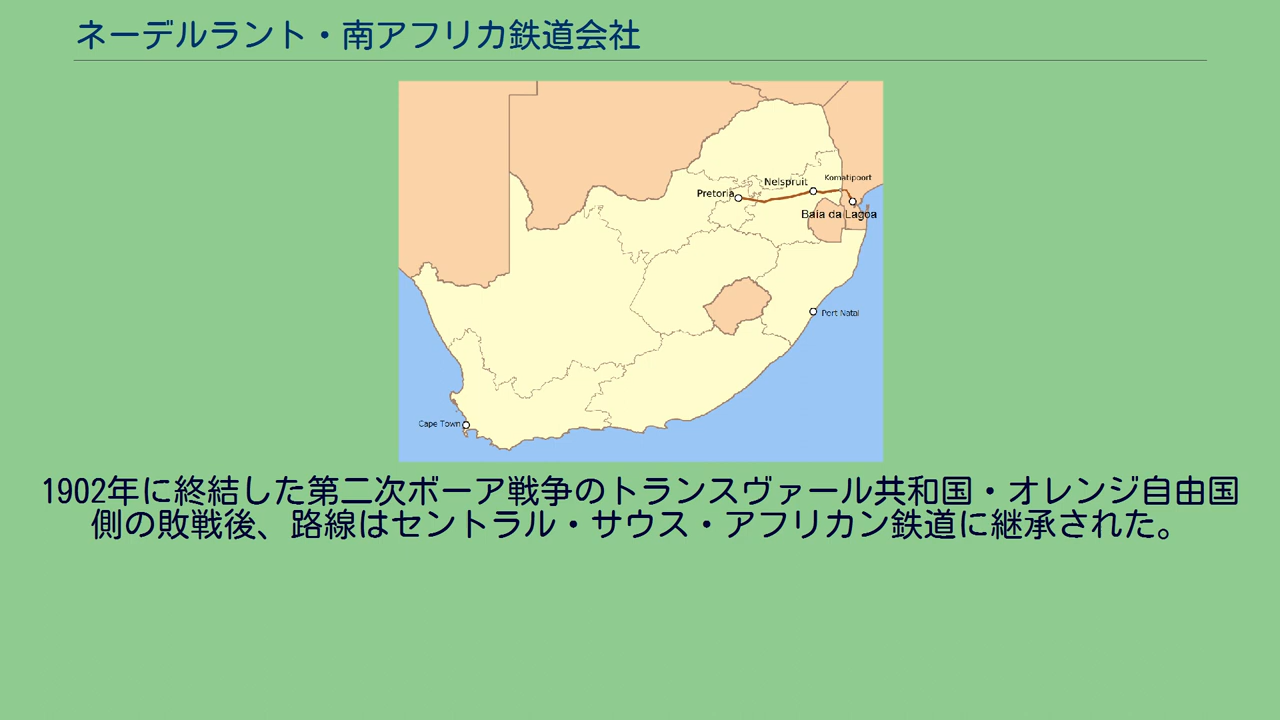 ネーデルラント・南アフリカ鉄道会社
Pretoria
Nelspruit
Komatipoort
Baia da Lagoa
Port Natal
Cape Town
1902年に終結した第二次ボーア戦争のトランスヴァール共和国・オレンジ自由国
側の敗戦後、路線はセントラル・サウス・アフリカン鉄道に継承された。